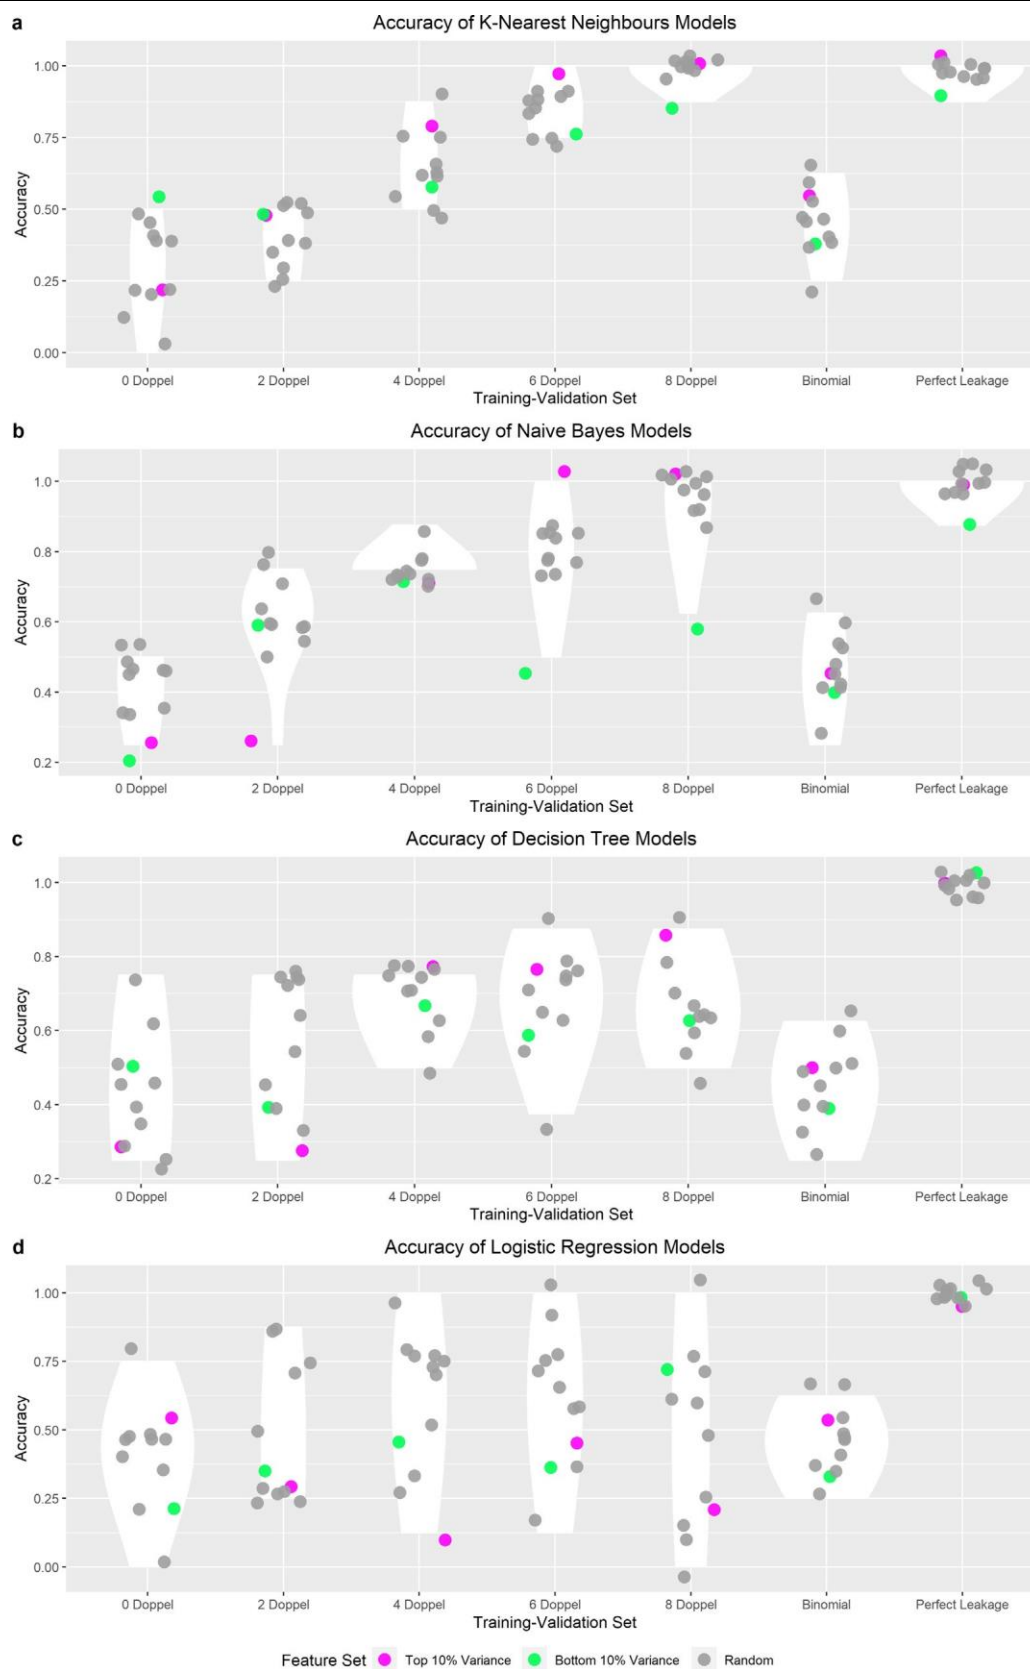 a
Accuracy of K-Nearest Neighbours Models
Accuracy
1.00
0.75
0.50
0.25
0.00
0 Doppel 2 Doppel 4 Doppel 6 Doppel 8 Doppel Binomial Perfect Leakage
Training-Validation Set
b
Accuracy of Naive Bayes Models
Accuracy
1.0
0.8
0.6
0.4
0.2
0 Doppel 2 Doppel 4 Doppel 6 Doppel 8 Doppel Binomial Perfect Leakage
Training-Validation Set
c
Accuracy of Decision Tree Models
Accuracy
1.0
0.8
0.6
0.4
0.2
0 Doppel 2 Doppel 4 Doppel 6 Doppel 8 Doppel Binomial Perfect Leakage
Training-Validation Set
d
Accuracy of Logistic Regression Models
Accuracy
1.00
0.75
0.50
0.25
0.00
0 Doppel 2 Doppel 4 Doppel 6 Doppel 8 Doppel Binomial Perfect Leakage
Training-Validation Set
Feature Set Top 10% Variance Bottom 10% Variance Random